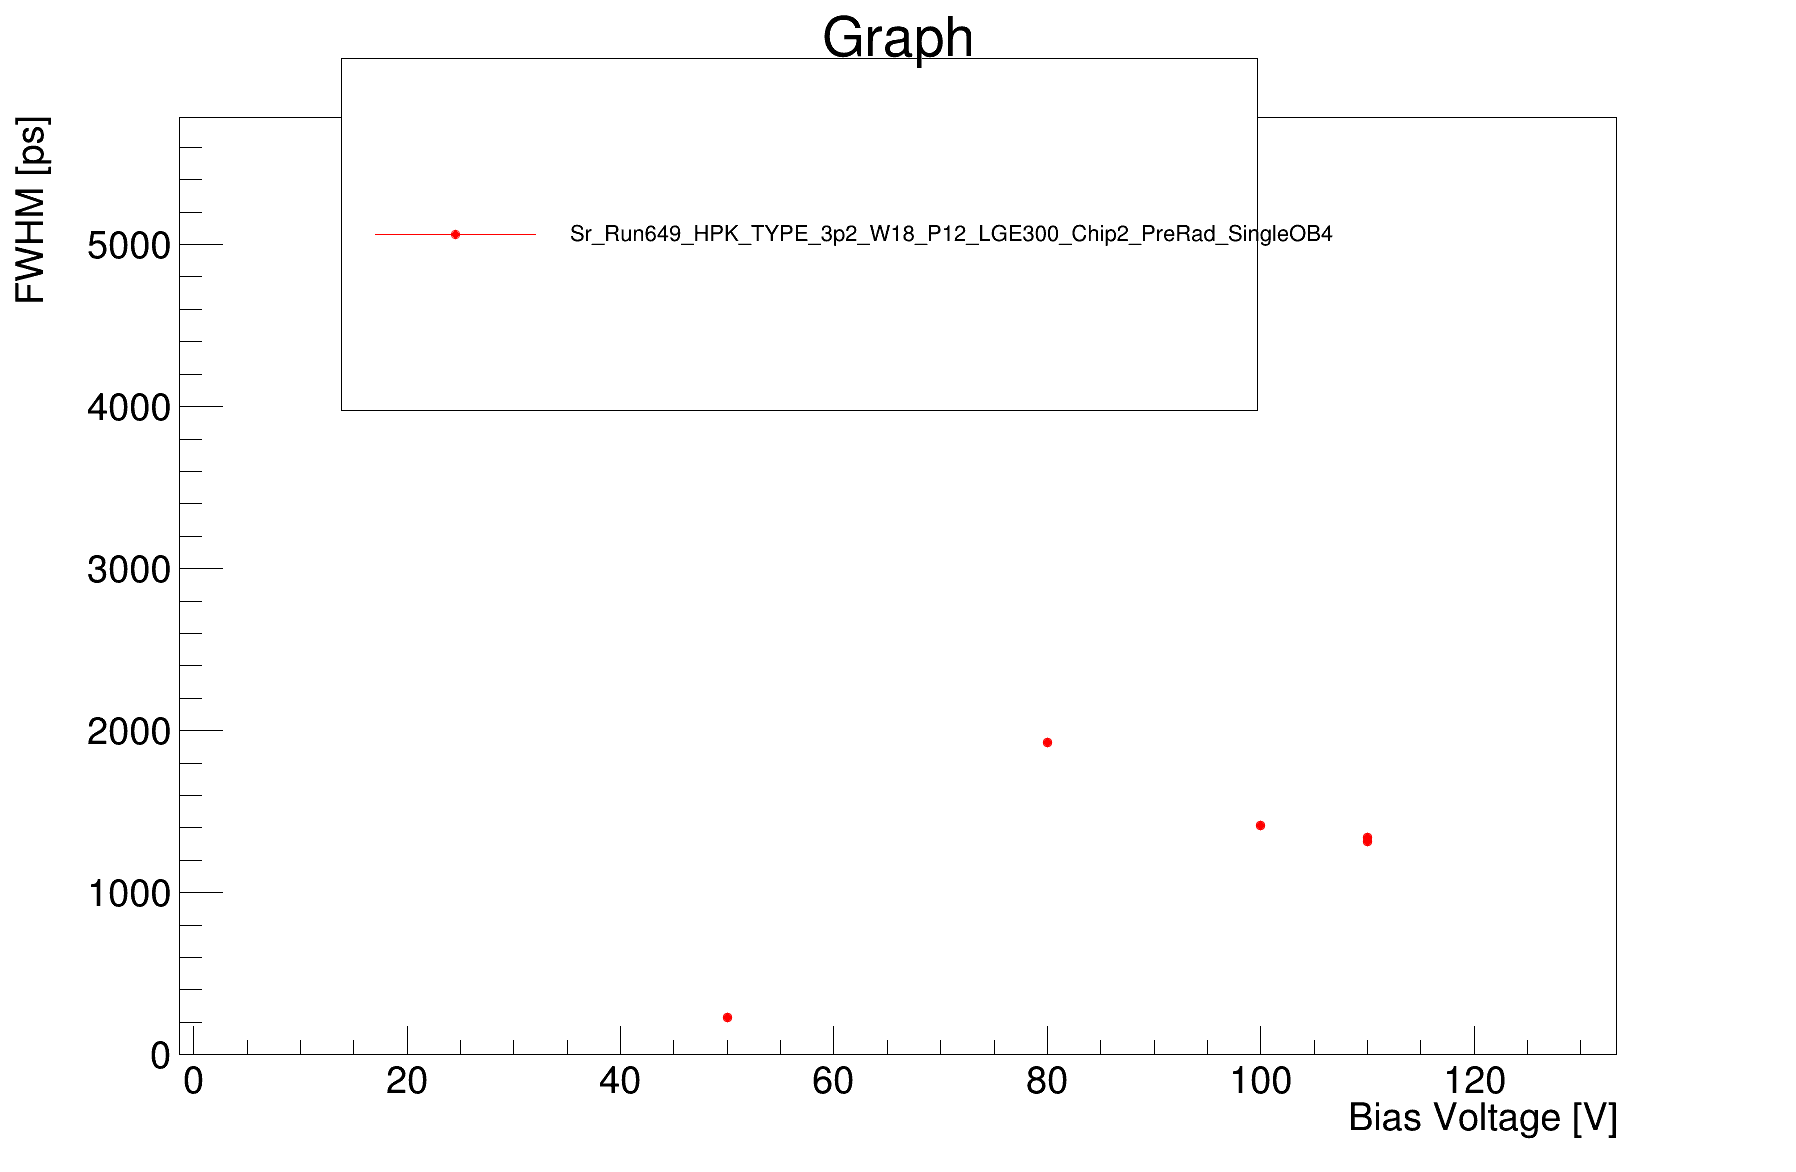 Graph
FWHM [ps]
Sr_Run649_HPK_TYPE_3p2_W18_P12_LGE300_Chip2_PreRad_SingleOB4
5000
4000
3000
2000
1000
0
0 20 40 60 80 100 120
Bias Voltage [V]